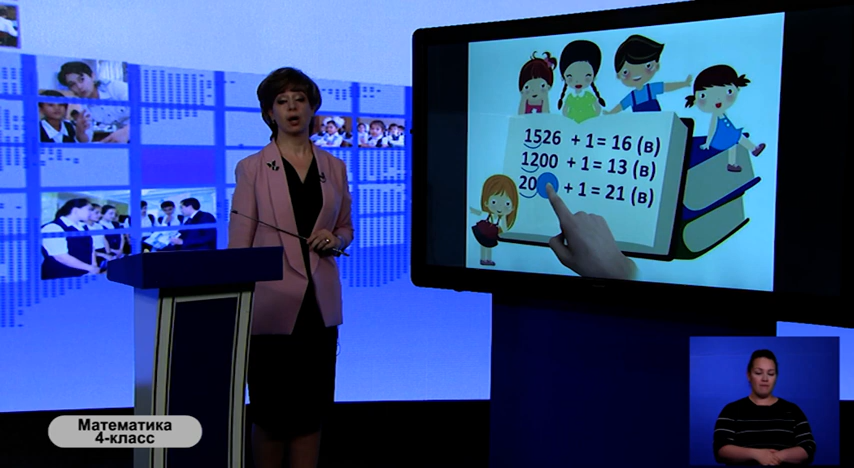 1526 + 1 = 16 (в)
1200 + 1 = 13 (в)
20 + 1 = 21 (в)
Математика
4-класс